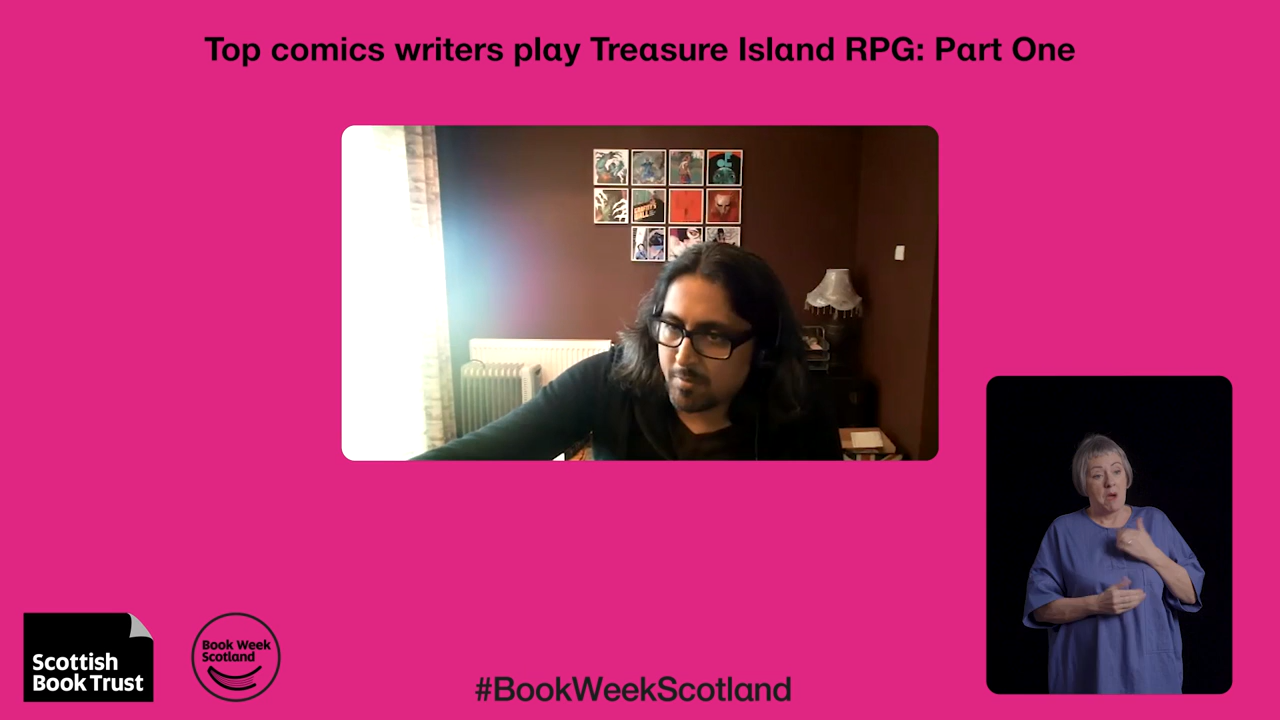 Top comics writers play Treasure Island RPG: Part One
Book Week
Scotland
Scottish
Book Trust
#BookWeekScotland